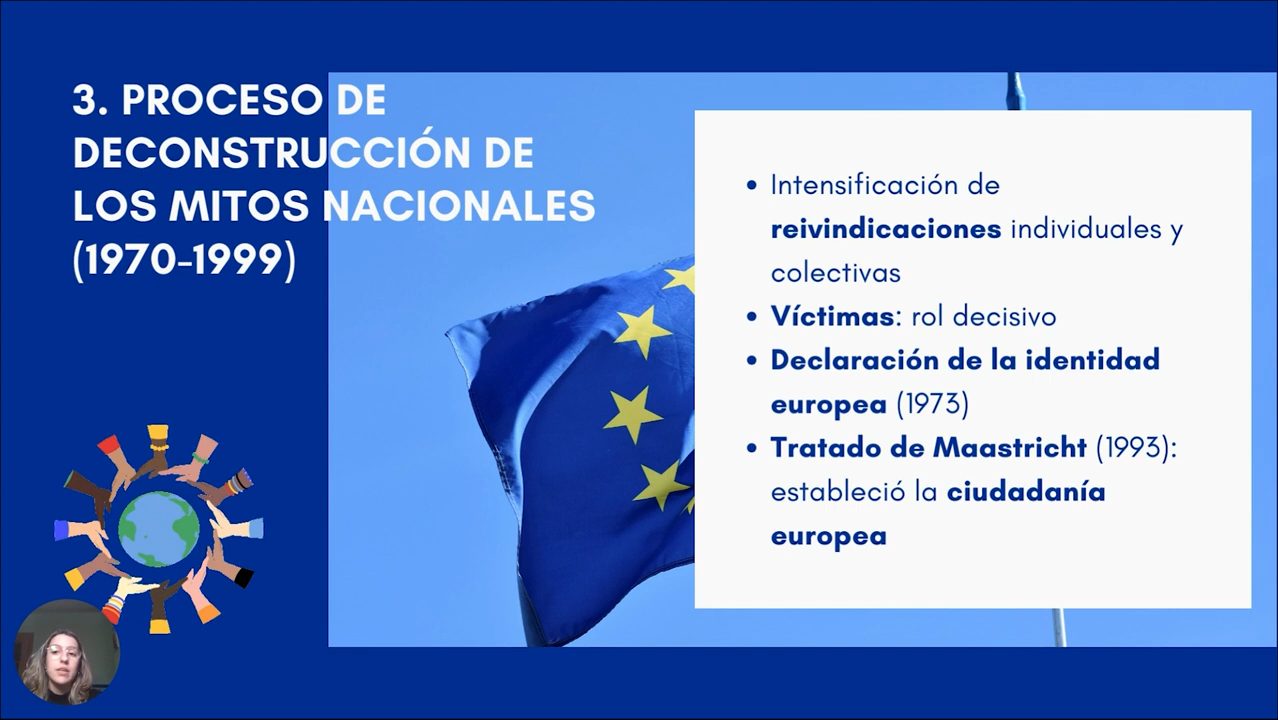 3. PROCESO DE
DECONSTRUCCIÓN DE
LOS MITOS NACIONALES
(1970-1999)
• Intensificación de
reivindicaciones individuales y
colectivas
• Víctimas: rol decisivo
• Declaración de la identidad
europea (1973)
• Tratado de Maastricht (1993):
estableció la ciudadanía
europea